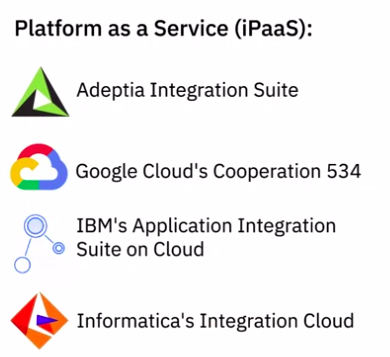 Platform as a Service (iPaaS):
Adeptia Integration Suite
Google Cloud's Cooperation 534
IBM's Application Integration
Suite on Cloud
Informatica's Integration Cloud